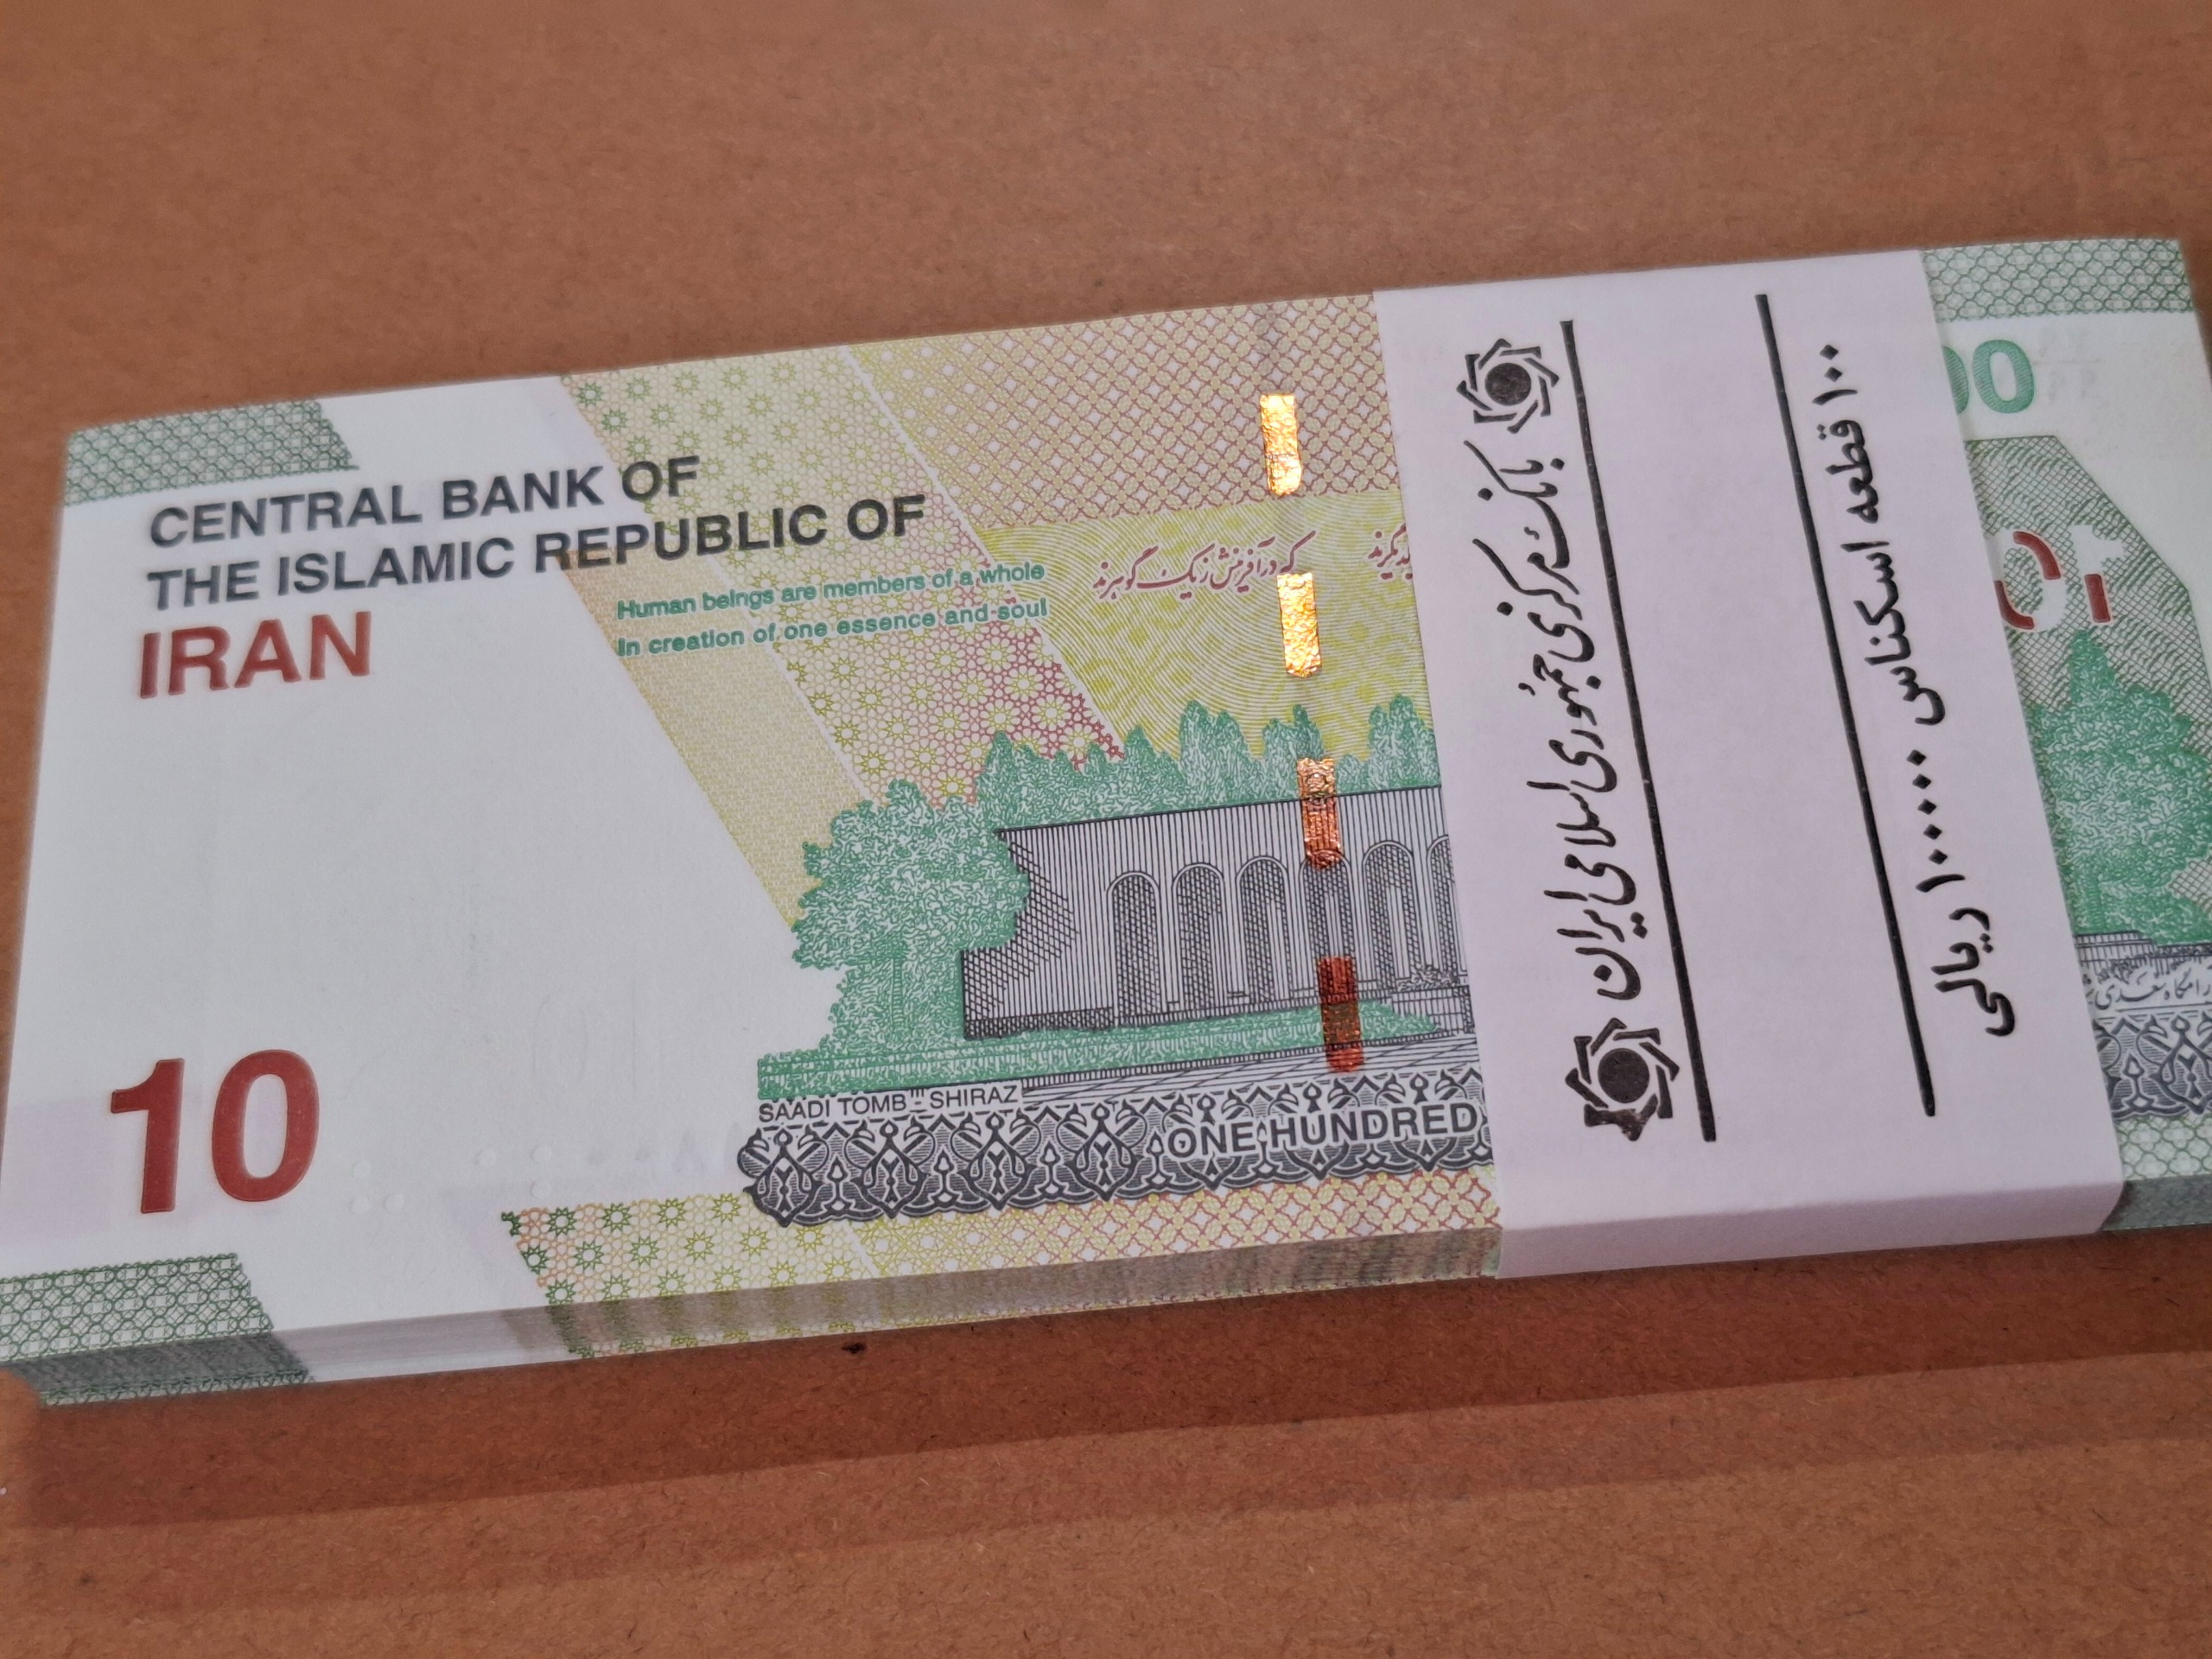 CENTRAL BANK OF
THE ISLAMIC REPUBLIC OF
IRAN
Human beings are members of a whole
In creation of one essence and soul
که در آفرینش ز یک گوهرند
10
SAADI TOMB - SHIRAZ
ONE HUNDRED
بانک مرکزی جمهوری اسلامی ایران
۱۰۰ قطعه اسکناس ۱۰۰۰۰۰۰ ریالی
00